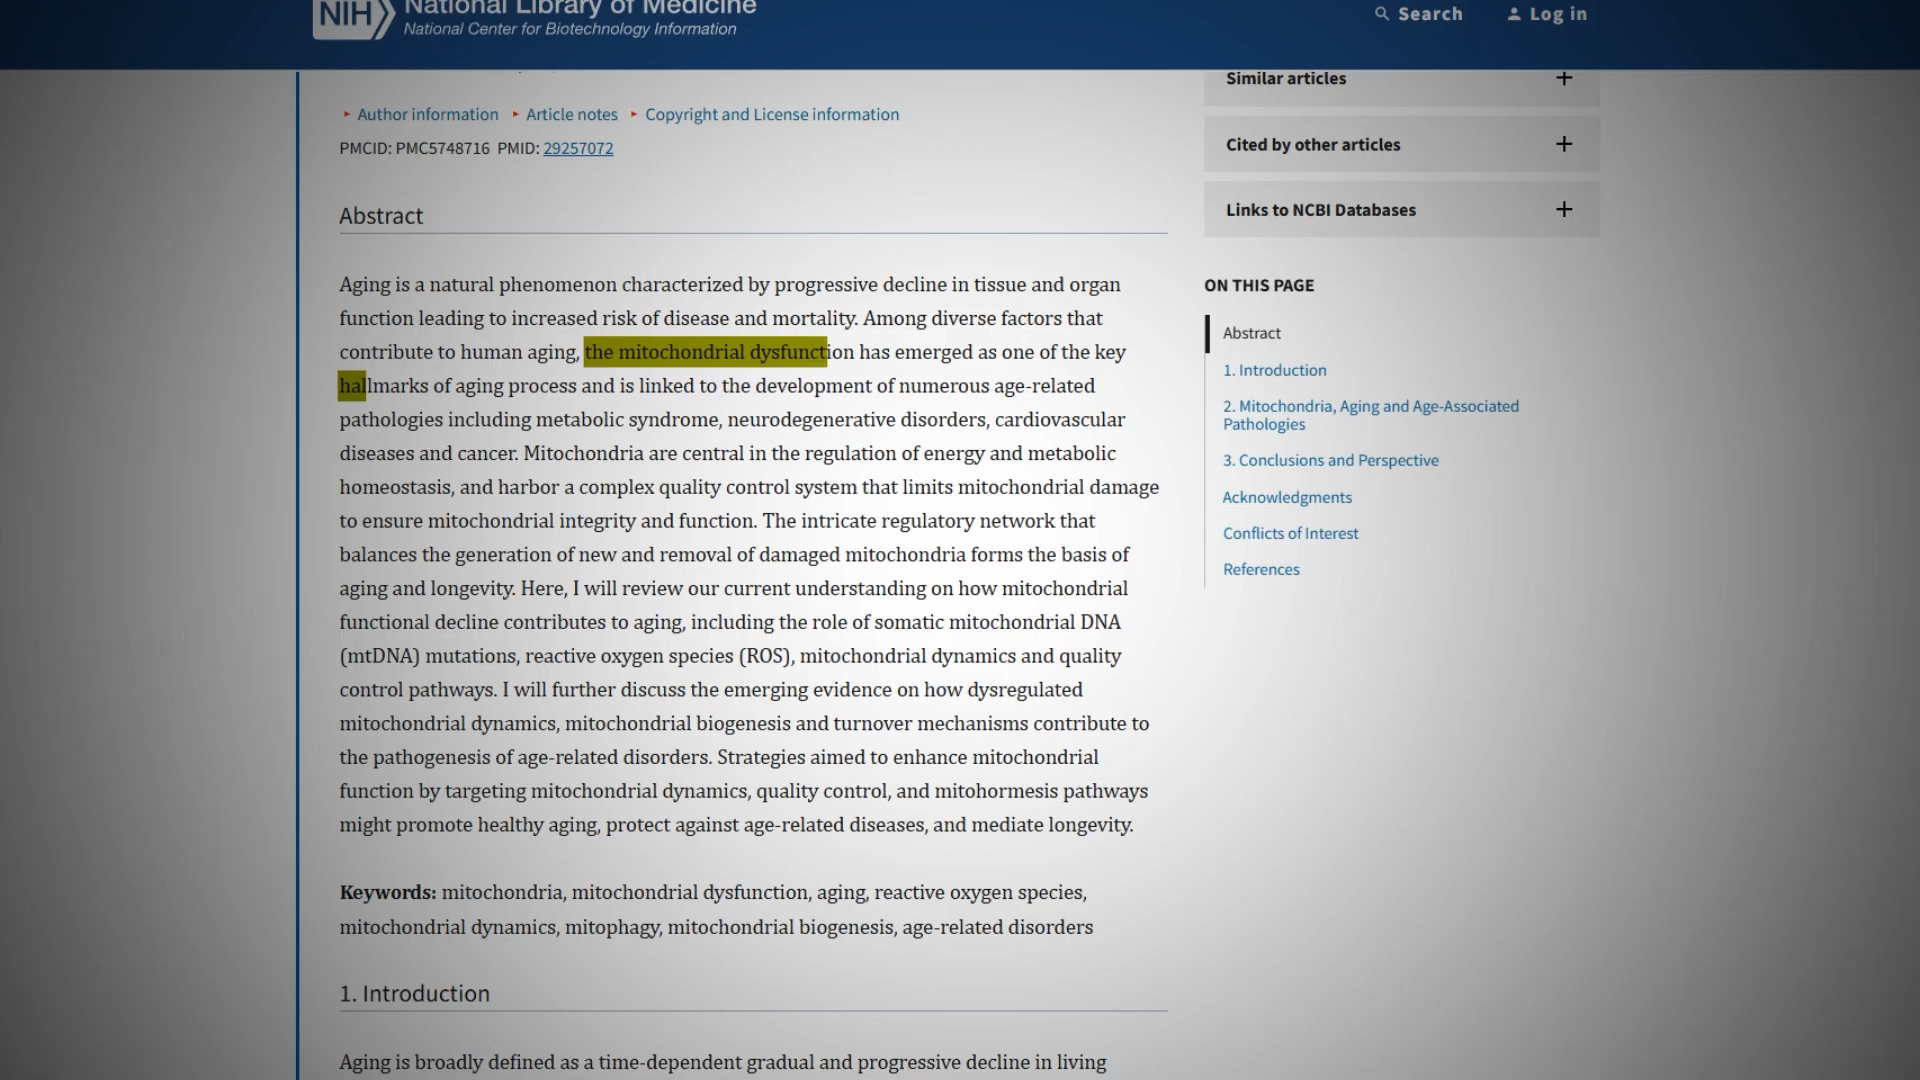 NIH National Library of Medicine
National Center for Biotechnology Information
Search
Log in
Author information
Article notes
Copyright and License information
PMCID: PMC5748716 PMID: 29257072
Abstract
Aging is a natural phenomenon characterized by progressive decline in tissue and organ
function leading to increased risk of disease and mortality. Among diverse factors that
contribute to human aging, the mitochondrial dysfunction has emerged as one of the key
hallmarks of aging process and is linked to the development of numerous age-related
pathologies including metabolic syndrome, neurodegenerative disorders, cardiovascular
diseases and cancer. Mitochondria are central in the regulation of energy and metabolic
homeostasis, and harbor a complex quality control system that limits mitochondrial damage
to ensure mitochondrial integrity and function. The intricate regulatory network that
balances the generation of new and removal of damaged mitochondria forms the basis of
aging and longevity. Here, I will review our current understanding on how mitochondrial
functional decline contributes to aging, including the role of somatic mitochondrial DNA
(mtDNA) mutations, reactive oxygen species (ROS), mitochondrial dynamics and quality
control pathways. I will further discuss the emerging evidence on how dysregulated
mitochondrial dynamics, mitochondrial biogenesis and turnover mechanisms contribute to
the pathogenesis of age-related disorders. Strategies aimed to enhance mitochondrial
function by targeting mitochondrial dynamics, quality control, and mitohormesis pathways
might promote healthy aging, protect against age-related diseases, and mediate longevity.
Keywords: mitochondria, mitochondrial dysfunction, aging, reactive oxygen species,
mitochondrial dynamics, mitophagy, mitochondrial biogenesis, age-related disorders
1. Introduction
Aging is broadly defined as a time-dependent gradual and progressive decline in living
Similar articles +
Cited by other articles +
Links to NCBI Databases +
ON THIS PAGE
Abstract
1. Introduction
2. Mitochondria, Aging and Age-Associated
Pathologies
3. Conclusions and Perspective
Acknowledgments
Conflicts of Interest
References